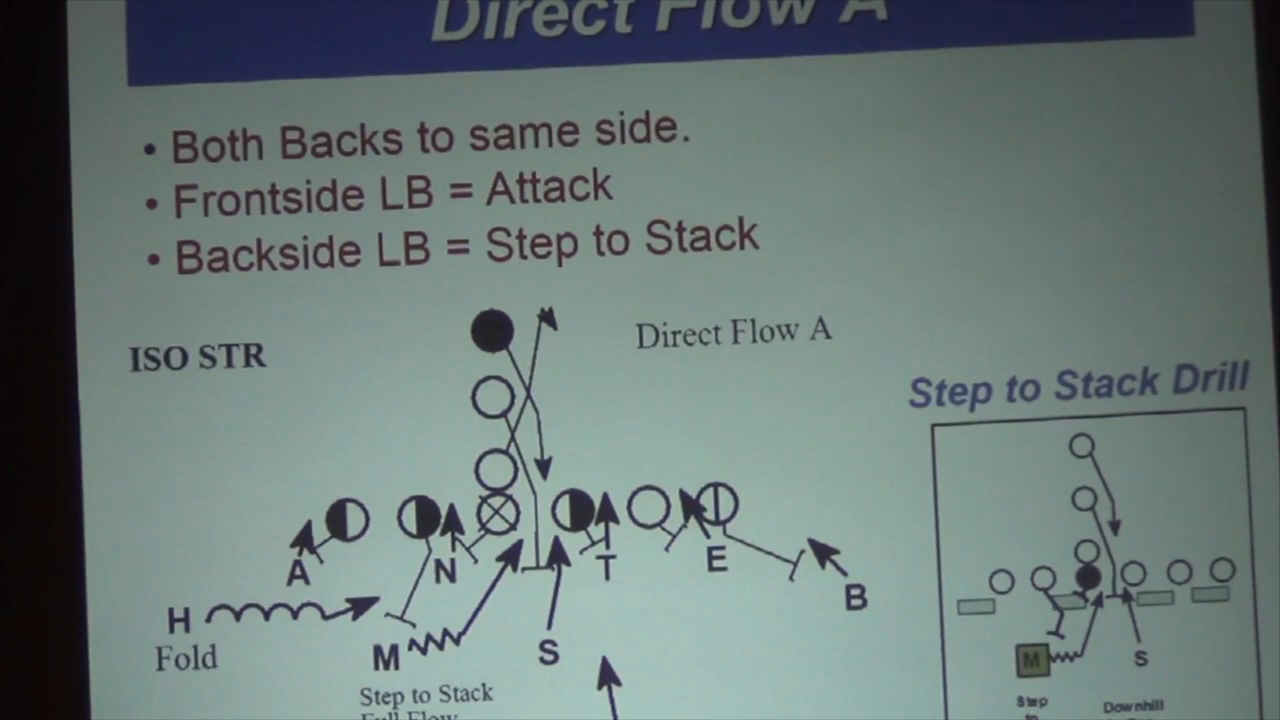 Direct Flow A
• Both Backs to same side.
• Frontside LB = Attack
• Backside LB = Step to Stack
ISO STR
Direct Flow A
Step to Stack Drill
A
N
T
E
B
H
Fold
M
S
Step to Stack
Full Flow
M
S
Step
to
Downhill